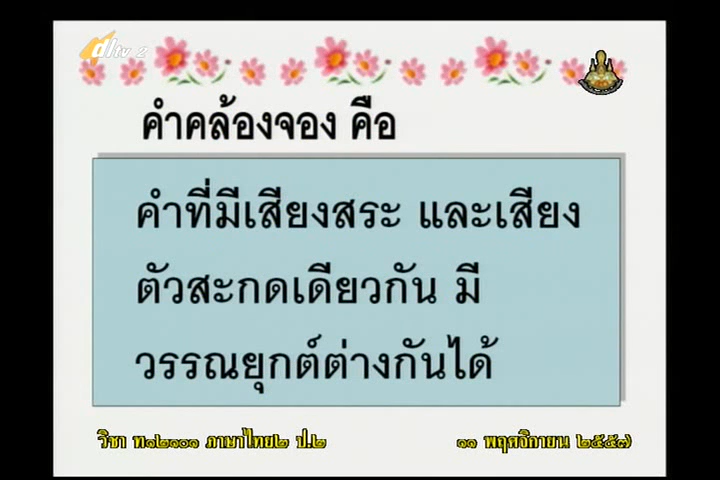 dltv 2
คำคล้องจอง คือ
คำที่มีเสียงสระ และเสียง
ตัวสะกดเดียวกัน มี
วรรณยุกต์ต่างกันได้
วิชา ท๑๒๑๐๑ ภาษาไทย๒ ป.๒
๑๑ พฤศจิกายน ๒๕๕๗